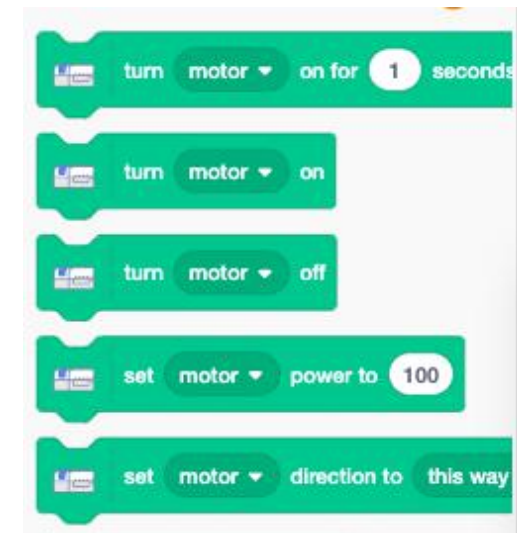 turn motor on for 1 seconds
turn motor on
turn motor off
set motor power to 100
set motor direction to this way